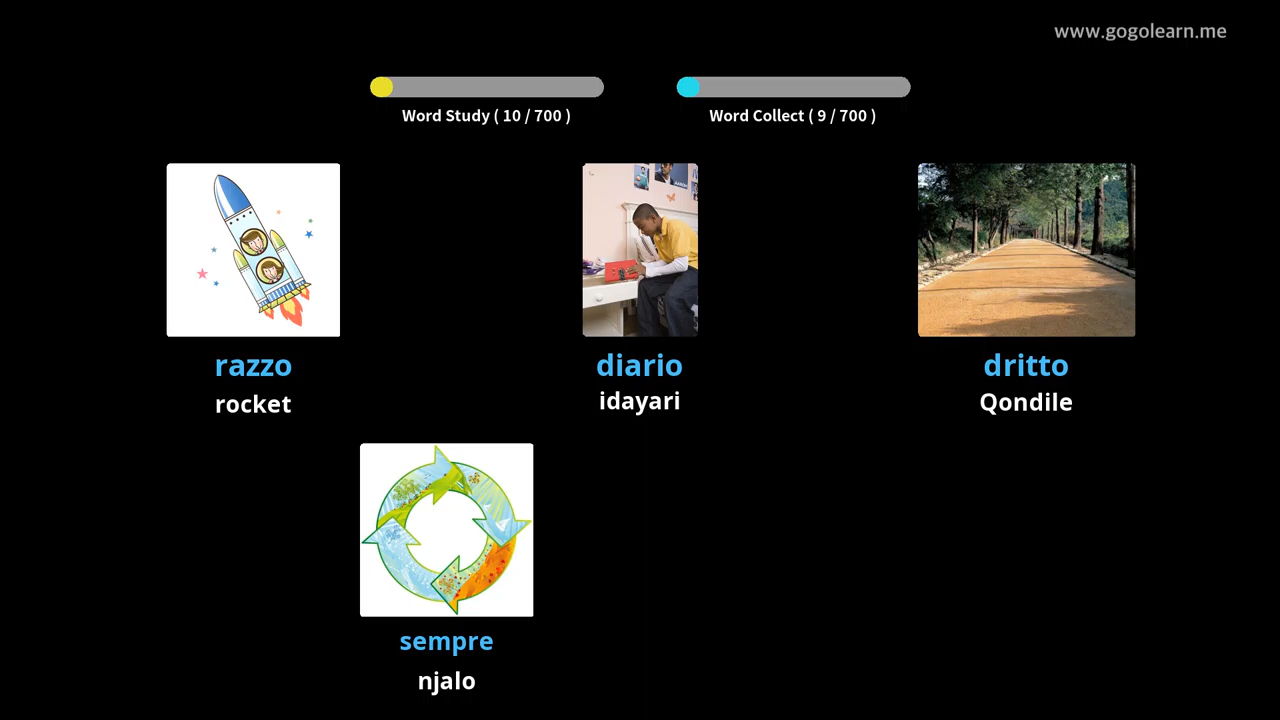 www.gogolearn.me
Word Study ( 10 / 700 )
Word Collect ( 9 / 700 )
razzo
rocket
diario
idayari
dritto
Qondile
sempre
njalo